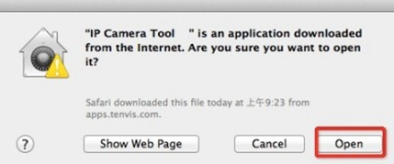 "IP Camera Tool    " is an application downloaded
from the Internet. Are you sure you want to open
it?
Safari downloaded this file today at 上午9:23 from
apps.tenvis.com.
? Show Web Page Cancel Open